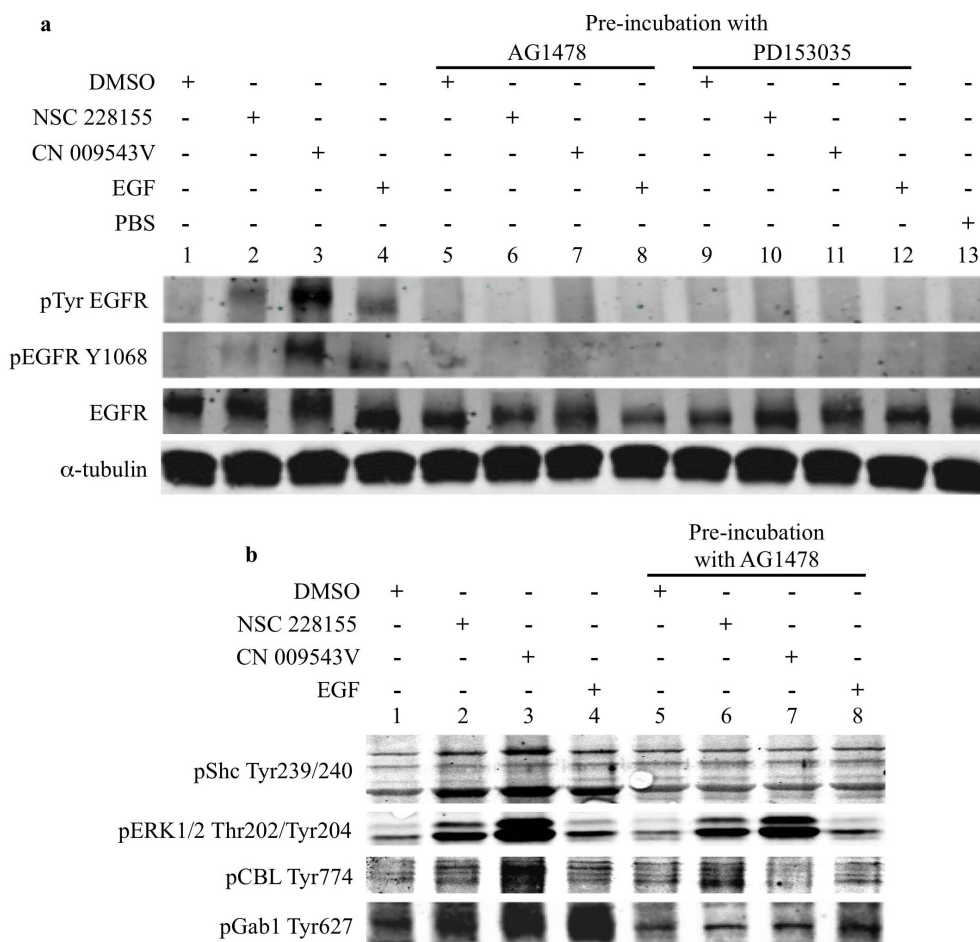 a
Pre-incubation with
AG1478 PD153035
DMSO + - - - + - - - + - - - -
NSC 228155 - + - - - + - - - + - - -
CN 009543V - - + - - - + - - - + - -
EGF - - - + - - - + - - - + -
PBS - - - - - - - - - - - - +
1 2 3 4 5 6 7 8 9 10 11 12 13
pTyr EGFR
pEGFR Y1068
EGFR
α-tubulin
b
Pre-incubation
with AG1478
DMSO + - - - + - - -
NSC 228155 - + - - - + - -
CN 009543V - - + - - - + -
EGF - - - + - - - +
1 2 3 4 5 6 7 8
pShc Tyr239/240
pERK1/2 Thr202/Tyr204
pCBL Tyr774
pGab1 Tyr627